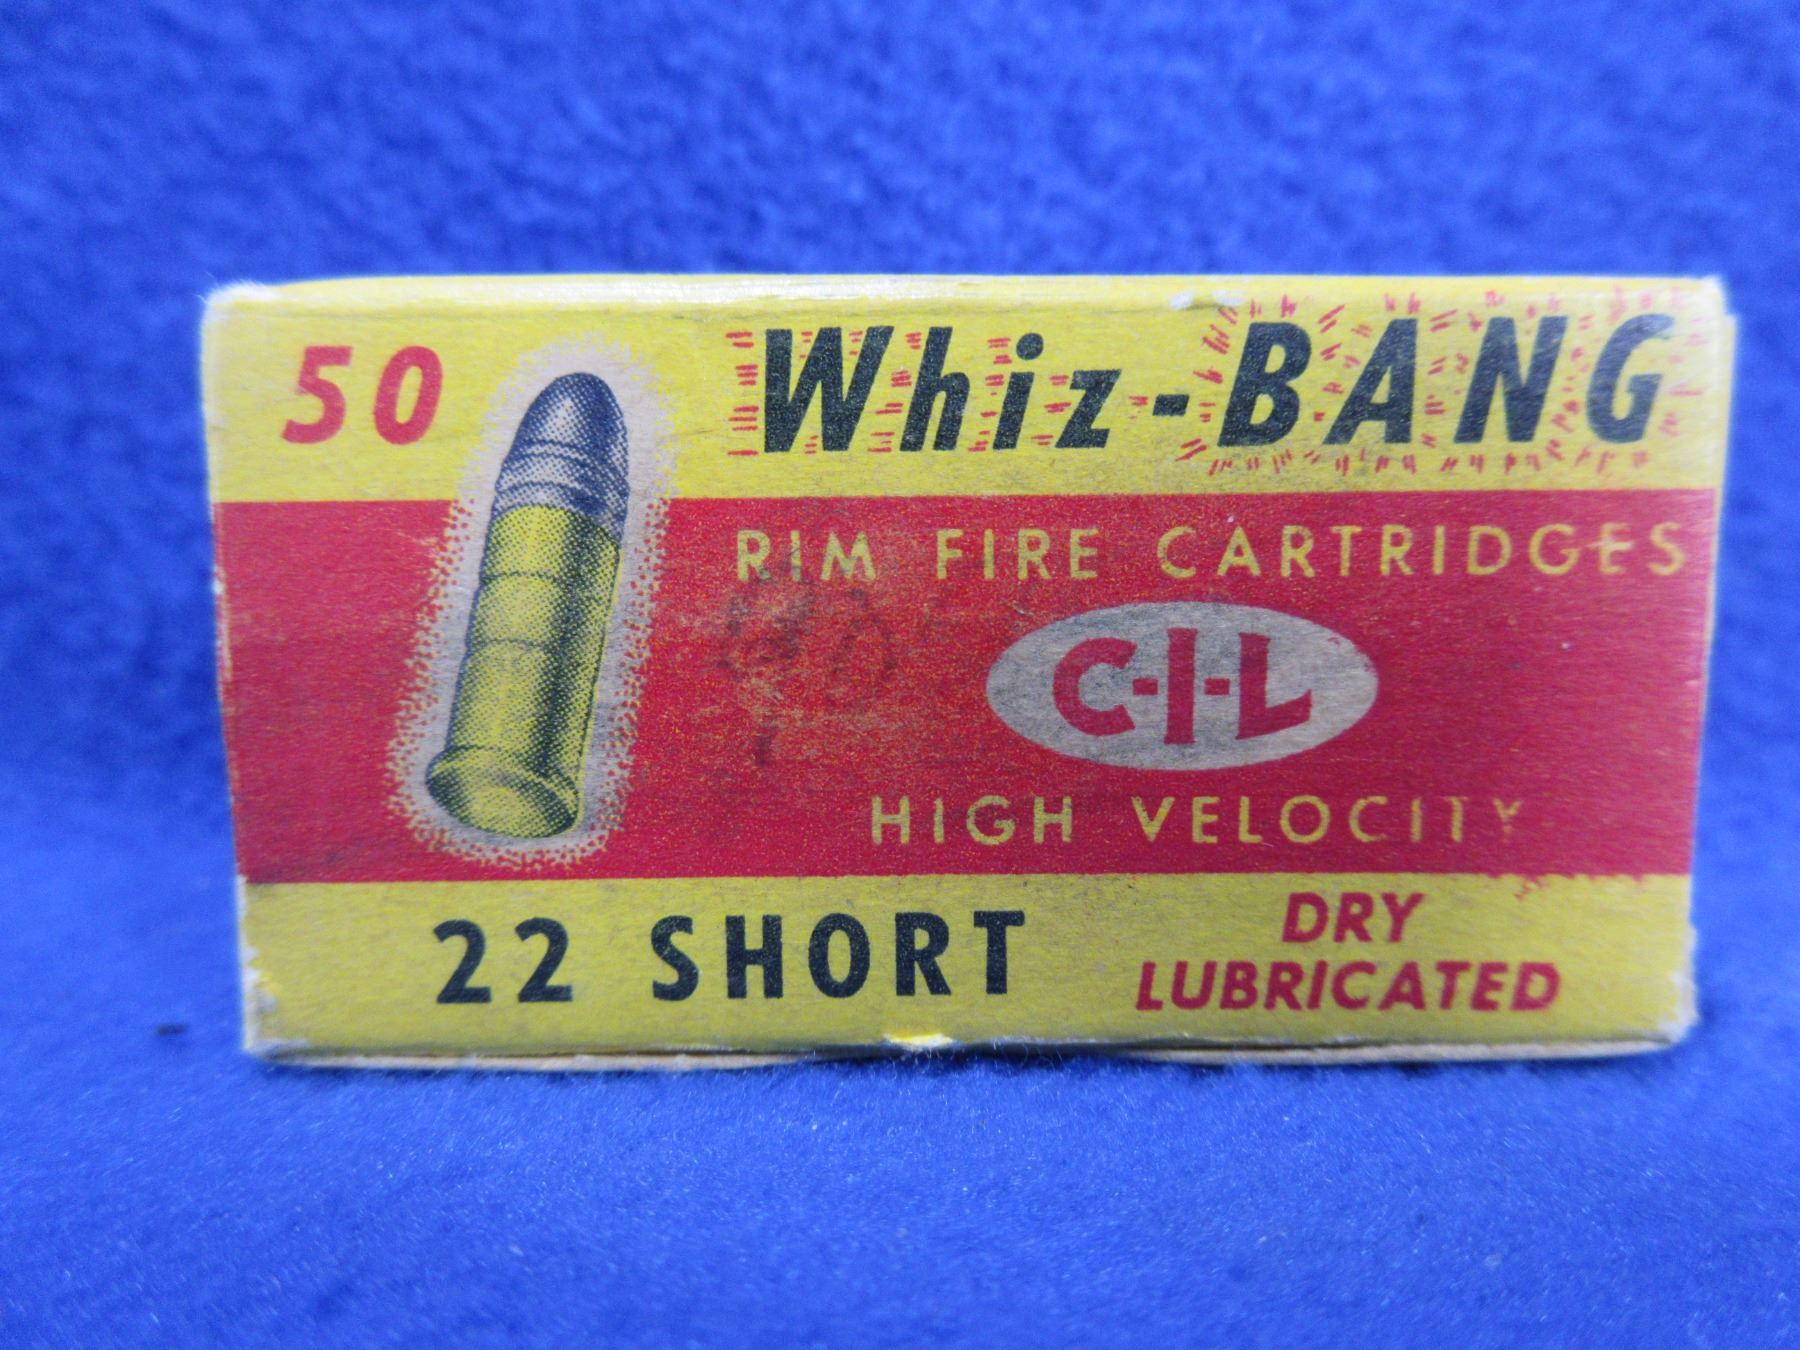 50
Whiz-BANG
RIM FIRE CARTRIDGES
C-I-L
HIGH VELOCITY
22 SHORT
DRY
LUBRICATED